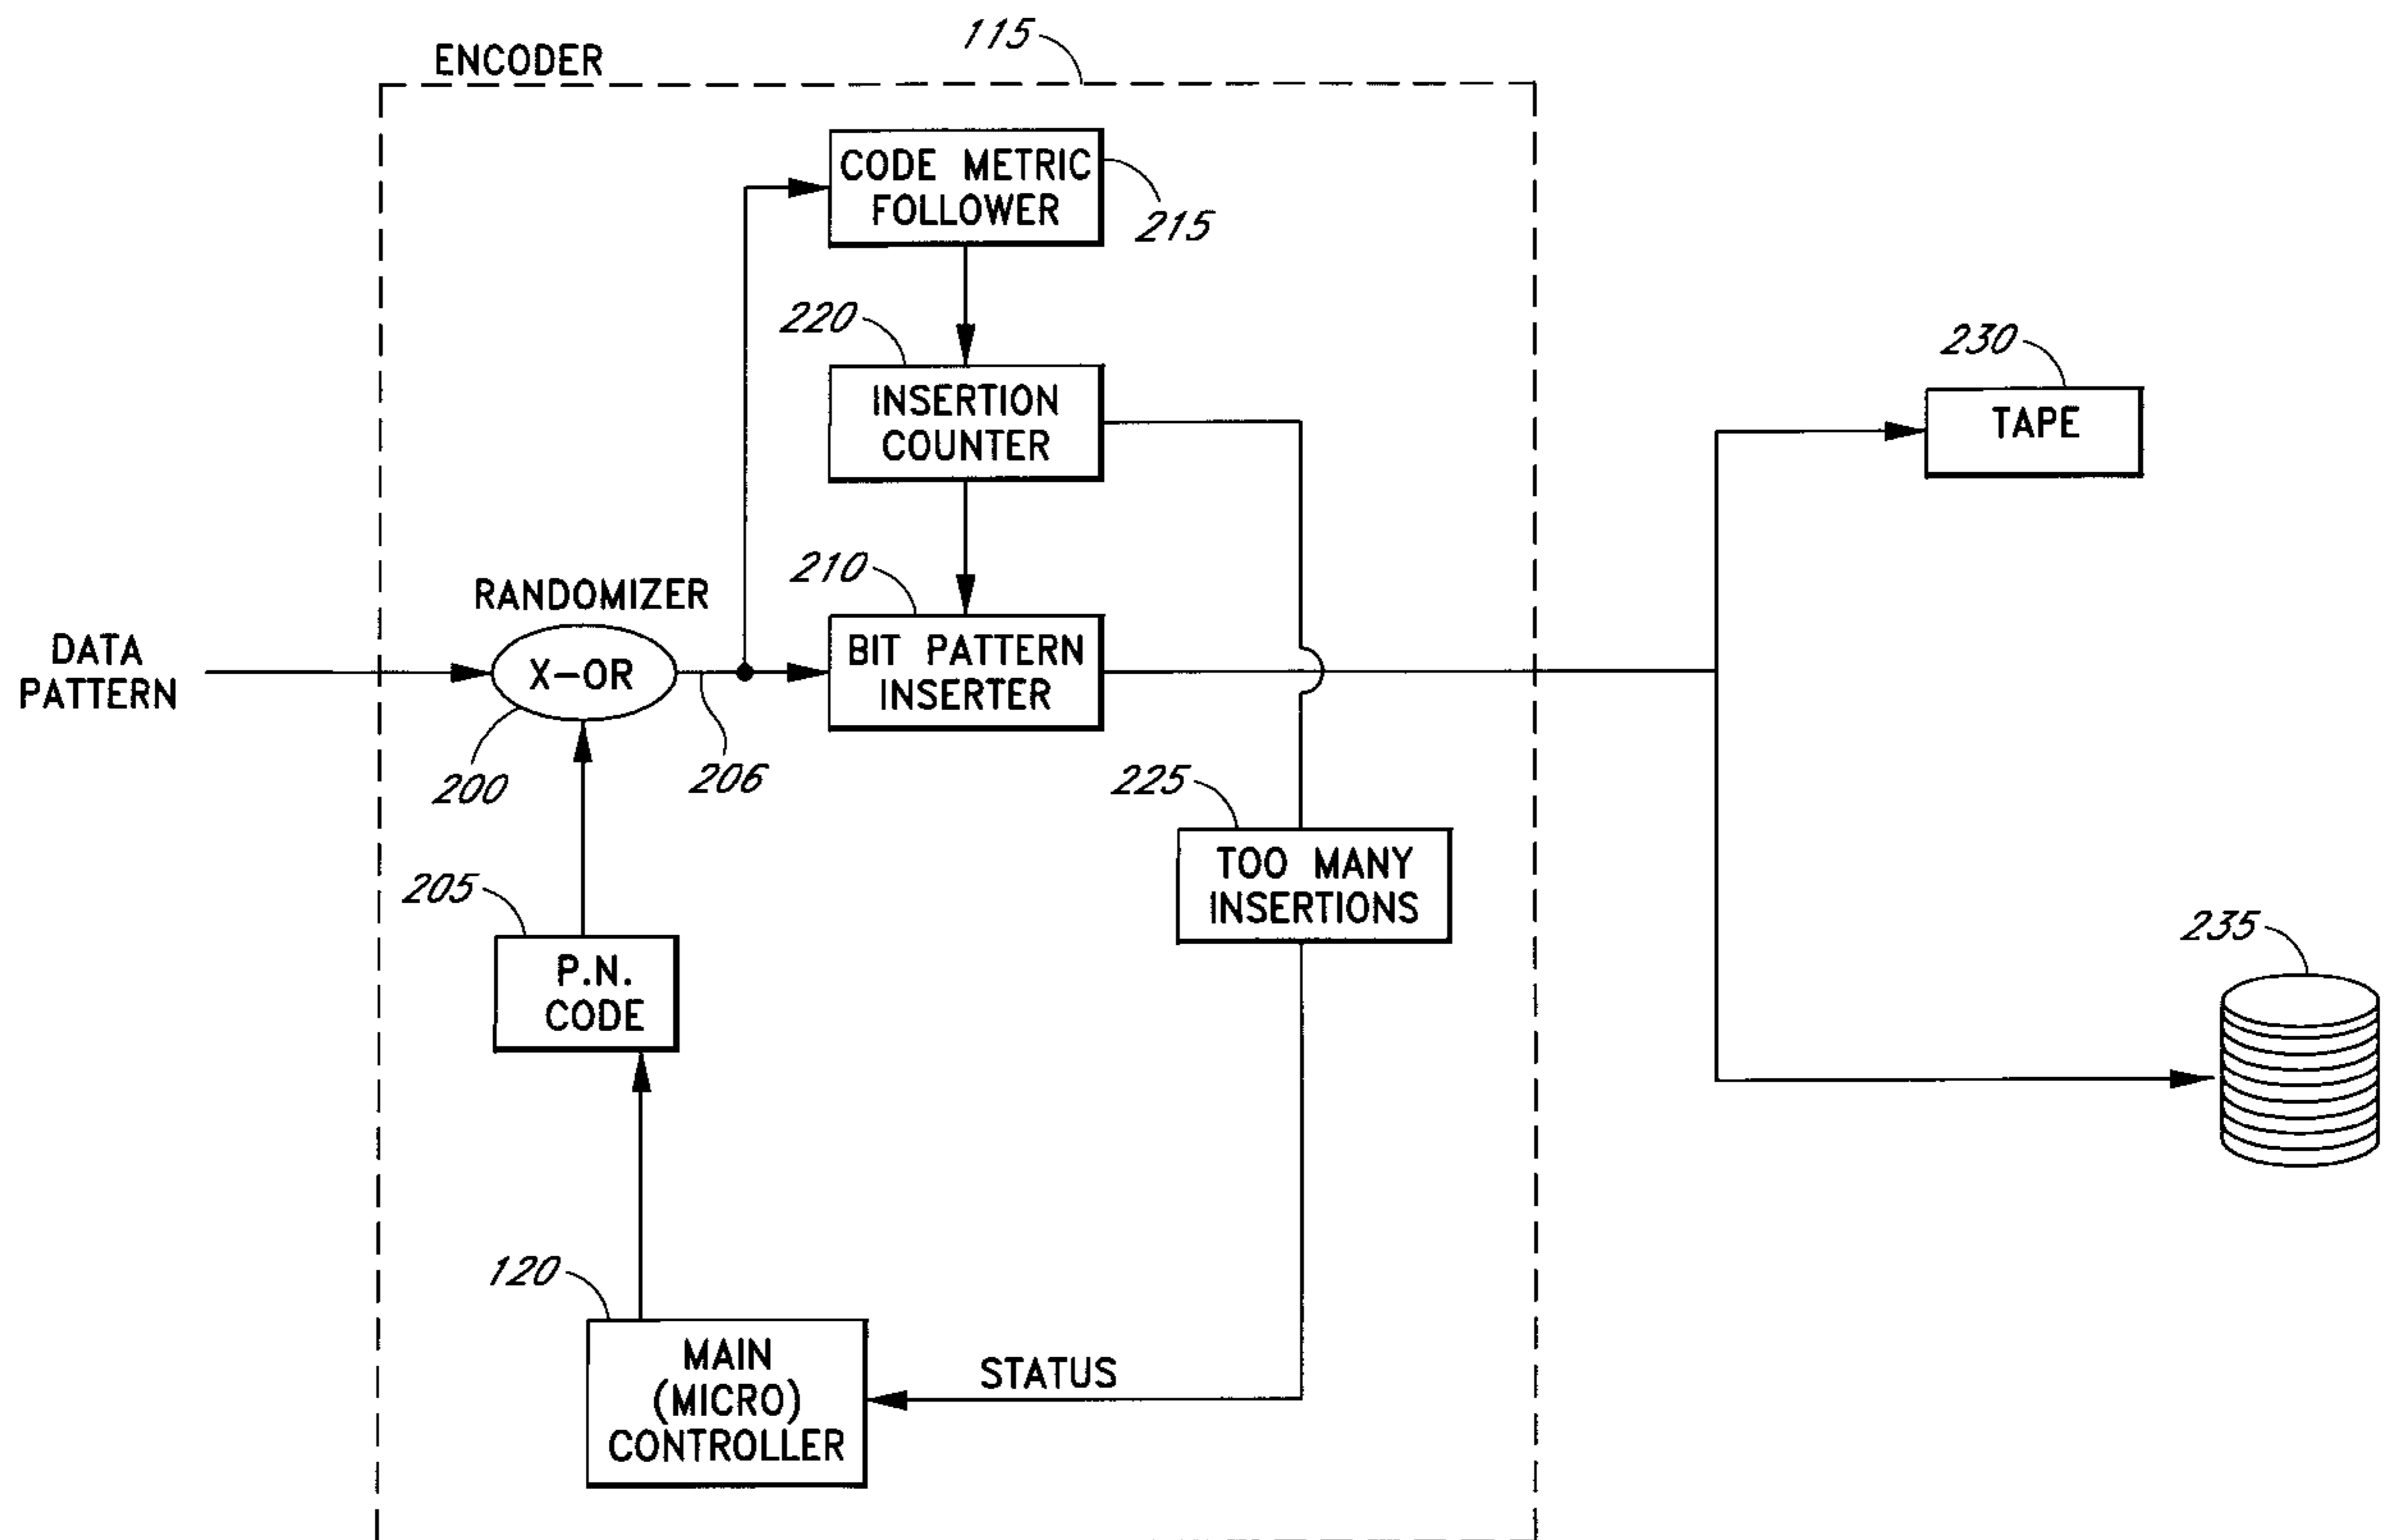 115
ENCODER
CODE METRIC
FOLLOWER
215
220
INSERTION
COUNTER
230
TAPE
210
RANDOMIZER
DATA
PATTERN
X-OR
BIT PATTERN
INSERTER
200
206
225
TOO MANY
INSERTIONS
205
P.N.
CODE
235
120
MAIN
(MICRO)
CONTROLLER
STATUS